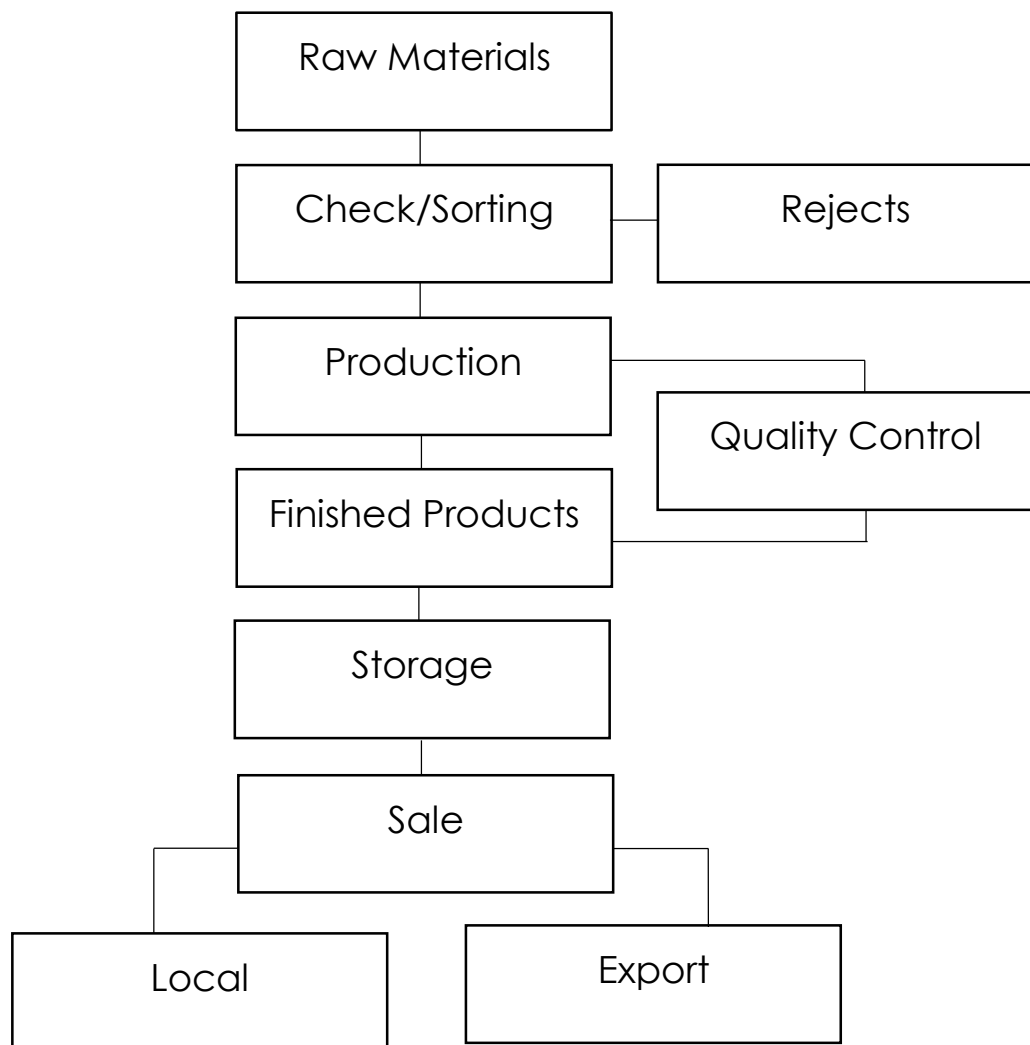 Raw Materials
Check/Sorting
Rejects
Production
Quality Control
Finished Products
Storage
Sale
Local
Export